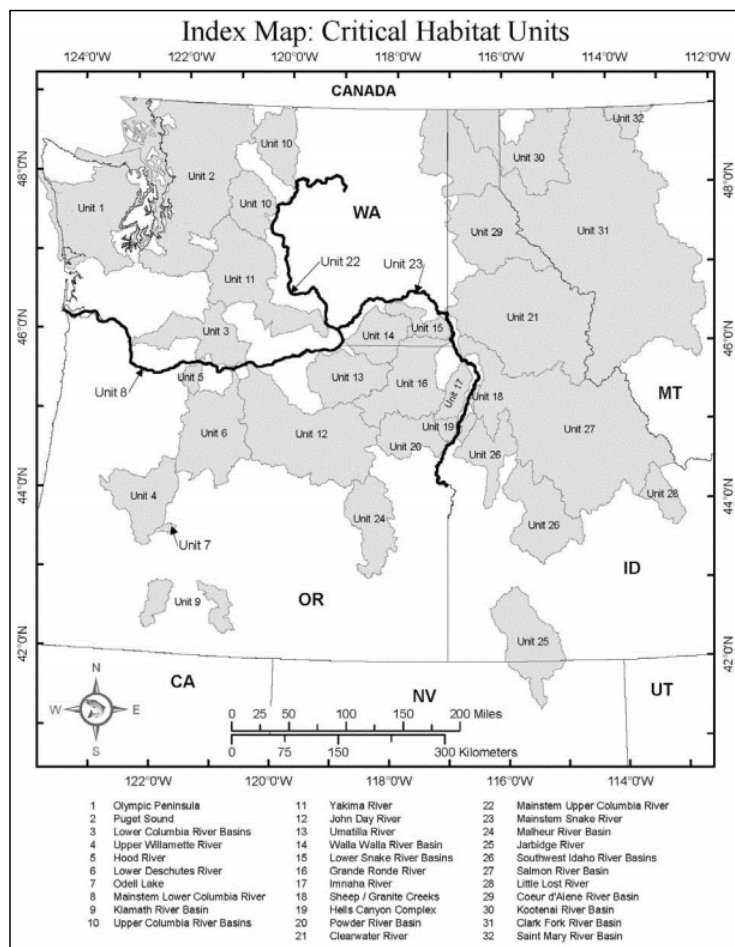 Index Map: Critical Habitat Units
124°0'W 122°0'W 120°0'W 118°0'W 116°0'W 114°0'W 112°0'W
CANADA
Unit 32
Unit 10
Unit 30
48°0'N
Unit 2
48°0'N
Unit 1
Unit 10
WA
Unit 29
Unit 31
Unit 22
Unit 23
Unit 11
Unit 21
46°0'N
Unit 3
Unit 14
Unit 15
46°0'N
Unit 5
Unit 13
Unit 16
Unit 17
Unit 8
Unit 18
MT
Unit 6
Unit 12
Unit 19
Unit 27
Unit 20
Unit 26
44°0'N
Unit 4
Unit 28
44°0'N
Unit 24
Unit 26
Unit 7
ID
OR
Unit 9
42°0'N
Unit 25
42°0'N
CA
NV
UT
N
W E
S
0 25 50 100 150 200 Miles
0 75 150 300 Kilometers
122°0'W 120°0'W 118°0'W 116°0'W 114°0'W
1 Olympic Peninsula
2 Puget Sound
3 Lower Columbia River Basins
4 Upper Willamette River
5 Hood River
6 Lower Deschutes River
7 Odell Lake
8 Mainstem Lower Columbia River
9 Klamath River Basin
10 Upper Columbia River Basins
11 Yakima River
12 John Day River
13 Umatilla River
14 Walla Walla River Basin
15 Lower Snake River Basins
16 Grande Ronde River
17 Imnaha River
18 Sheep / Granite Creeks
19 Hells Canyon Complex
20 Powder River Basin
21 Clearwater River
22 Mainstem Upper Columbia River
23 Mainstem Snake River
24 Malheur River Basin
25 Jarbidge River
26 Southwest Idaho River Basins
27 Salmon River Basin
28 Little Lost River
29 Coeur d'Alene River Basin
30 Kootenai River Basin
31 Clark Fork River Basin
32 Saint Mary River Basin